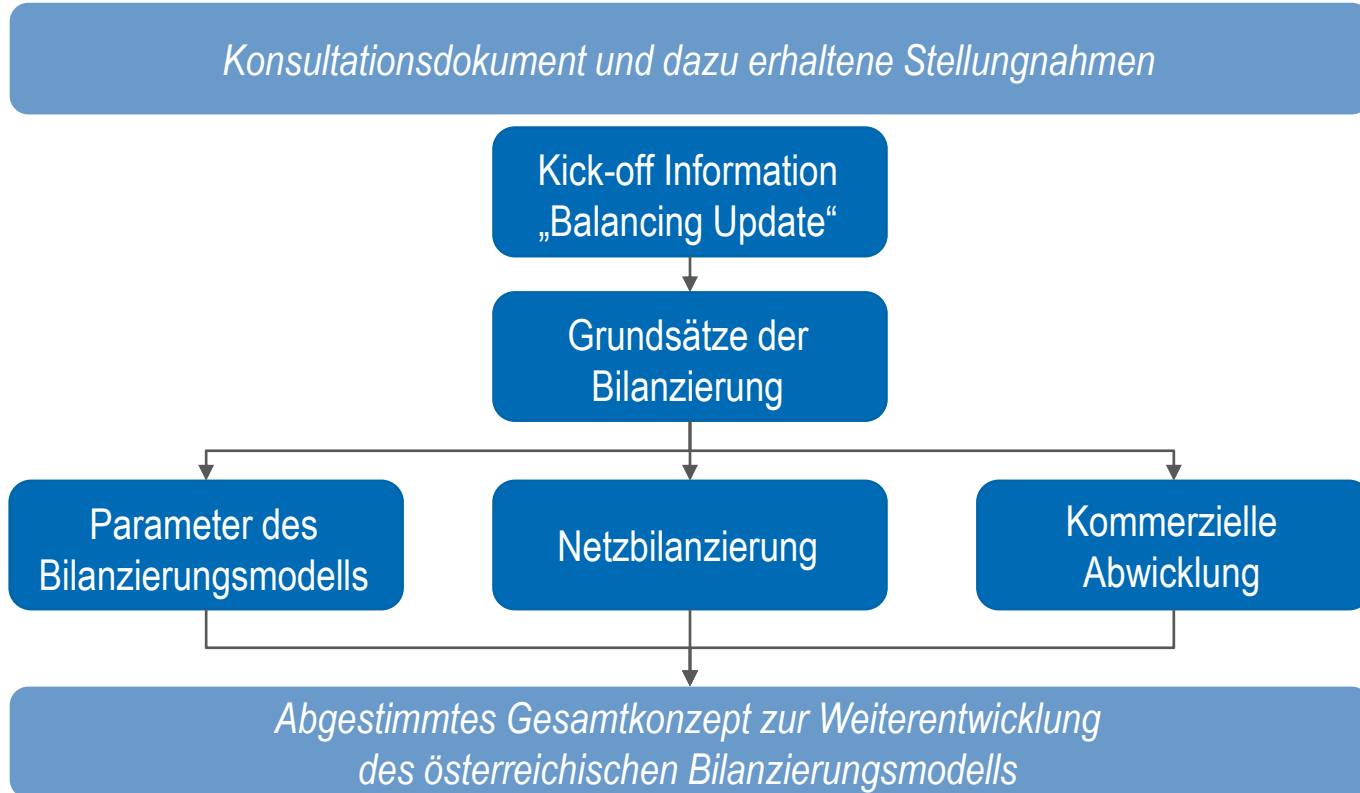 Konsultationsdokument und dazu erhaltene Stellungnahmen
Kick-off Information
„Balancing Update“
Grundsätze der
Bilanzierung
Parameter des
Bilanzierungsmodells
Netzbilanzierung
Kommerzielle
Abwicklung
Abgestimmtes Gesamtkonzept zur Weiterentwicklung
des österreichischen Bilanzierungsmodells